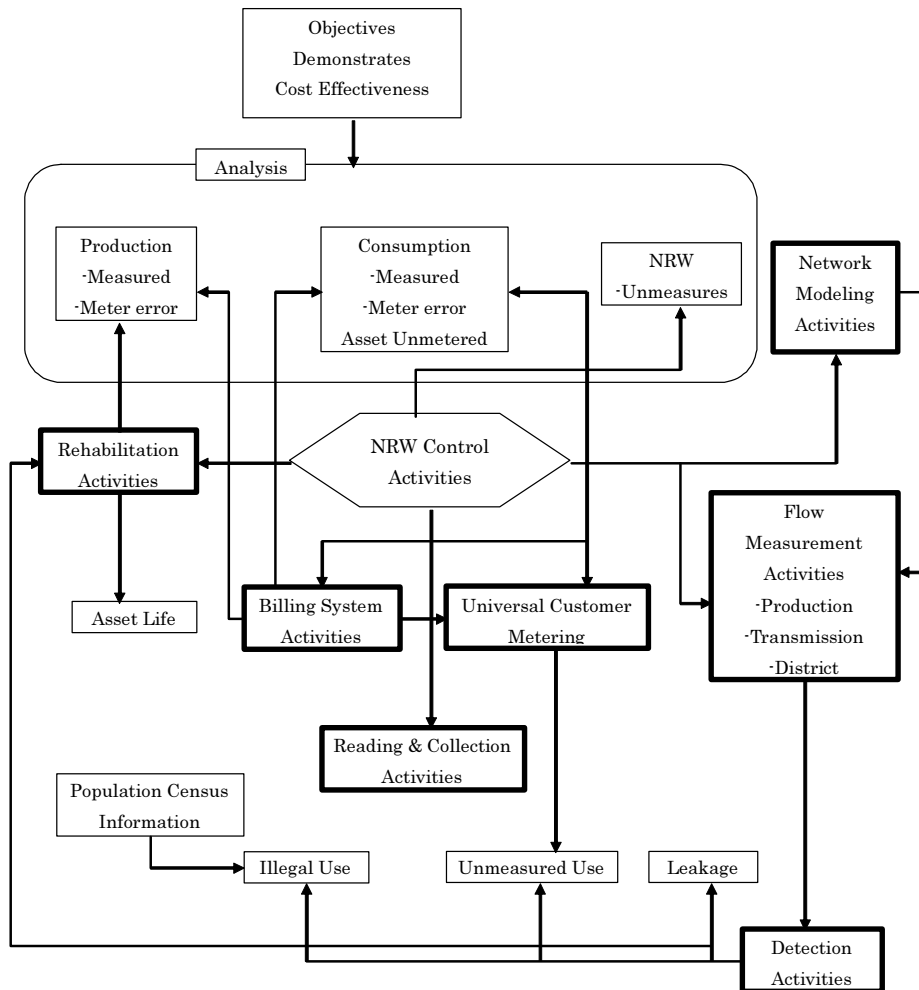 Objectives
Demonstrates
Cost Effectiveness
Analysis
Production
-Measured
-Meter error
Consumption
-Measured
-Meter error
Asset Unmetered
NRW
-Unmeasures
Network
Modeling
Activities
Rehabilitation
Activities
NRW Control
Activities
Flow
Measurement
Activities
-Production
-Transmission
-District
Asset Life
Billing System
Activities
Universal Customer
Metering
Reading & Collection
Activities
Population Census
Information
Illegal Use
Unmeasured Use
Leakage
Detection
Activities